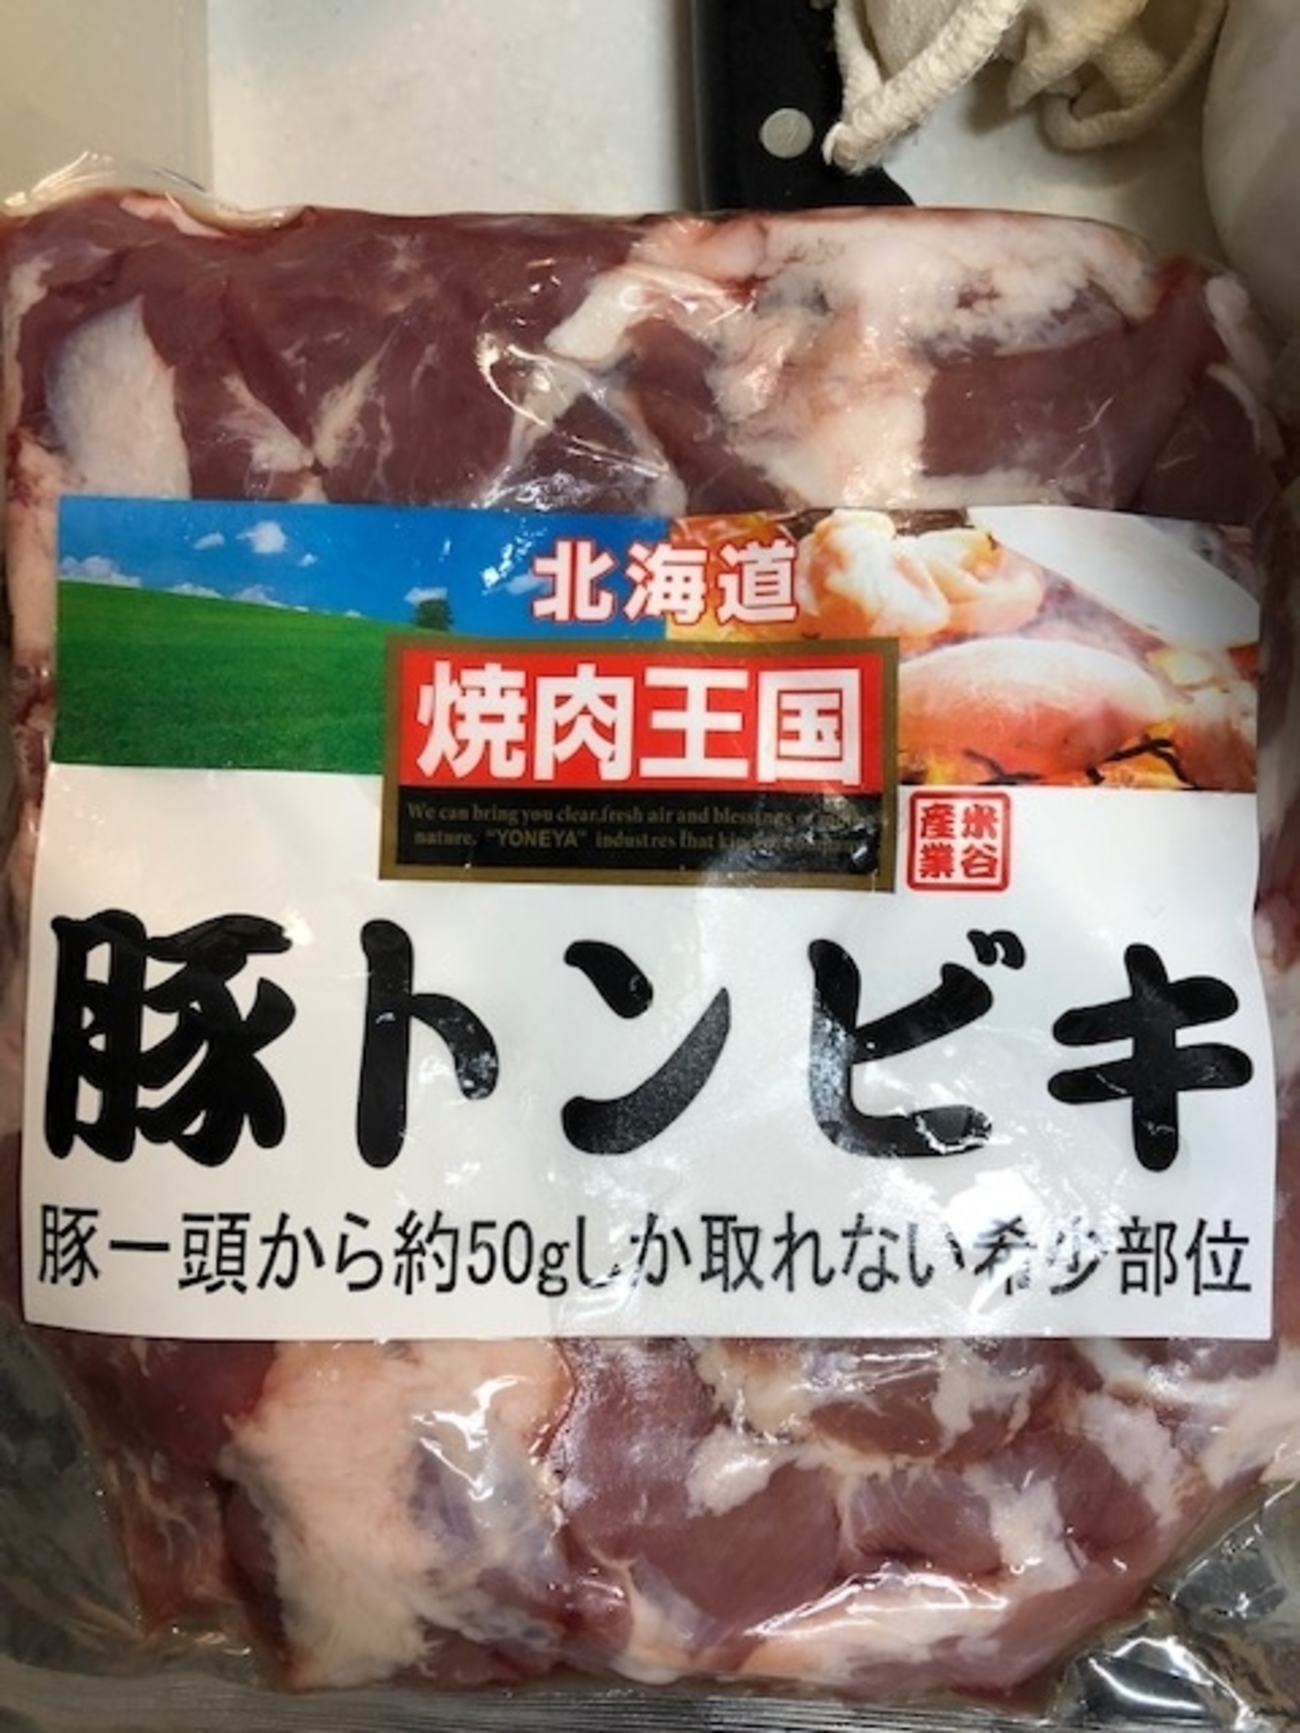 北海道
焼肉王国
We can bring you clear.fresh air and blessings
nature. "YONEYA" industres that
米谷
産業
豚トンビキ
豚一頭から約50gしか取れない希少部位